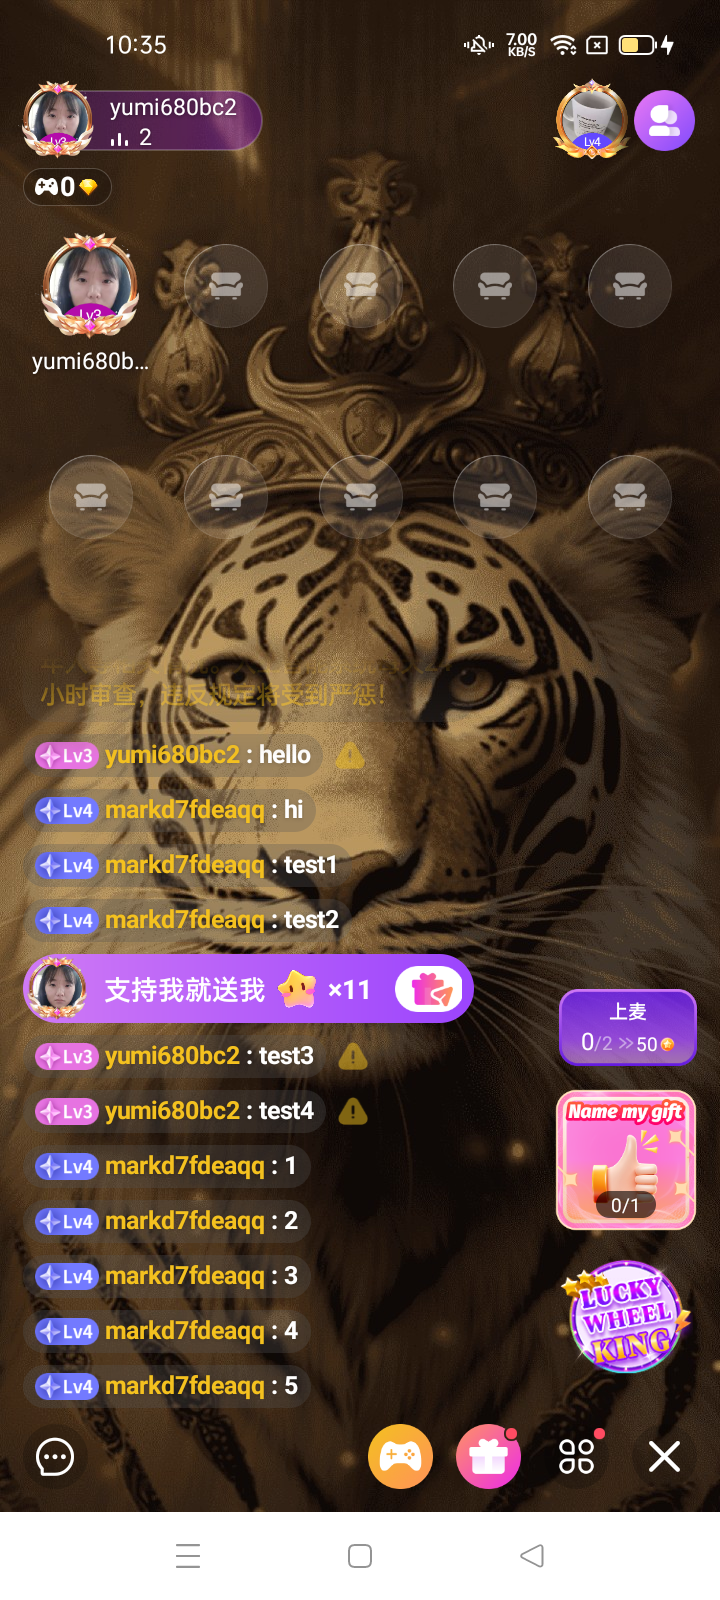 10:35
7.00
KB/S
yumi680bc2
2
Lv3
Lv4
0
Lv3
yumi680b...
小时审查，违反规定将受到严惩!
Lv3 yumi680bc2 : hello
Lv4 markd7fdeaqq : hi
Lv4 markd7fdeaqq : test1
Lv4 markd7fdeaqq : test2
支持我就送我 ×11
上麦
0/2 50
Lv3 yumi680bc2 : test3
Lv3 yumi680bc2 : test4
Name my gift
0/1
Lv4 markd7fdeaqq : 1
Lv4 markd7fdeaqq : 2
Lv4 markd7fdeaqq : 3
Lv4 markd7fdeaqq : 4
Lv4 markd7fdeaqq : 5
LUCKY
WHEEL
KING